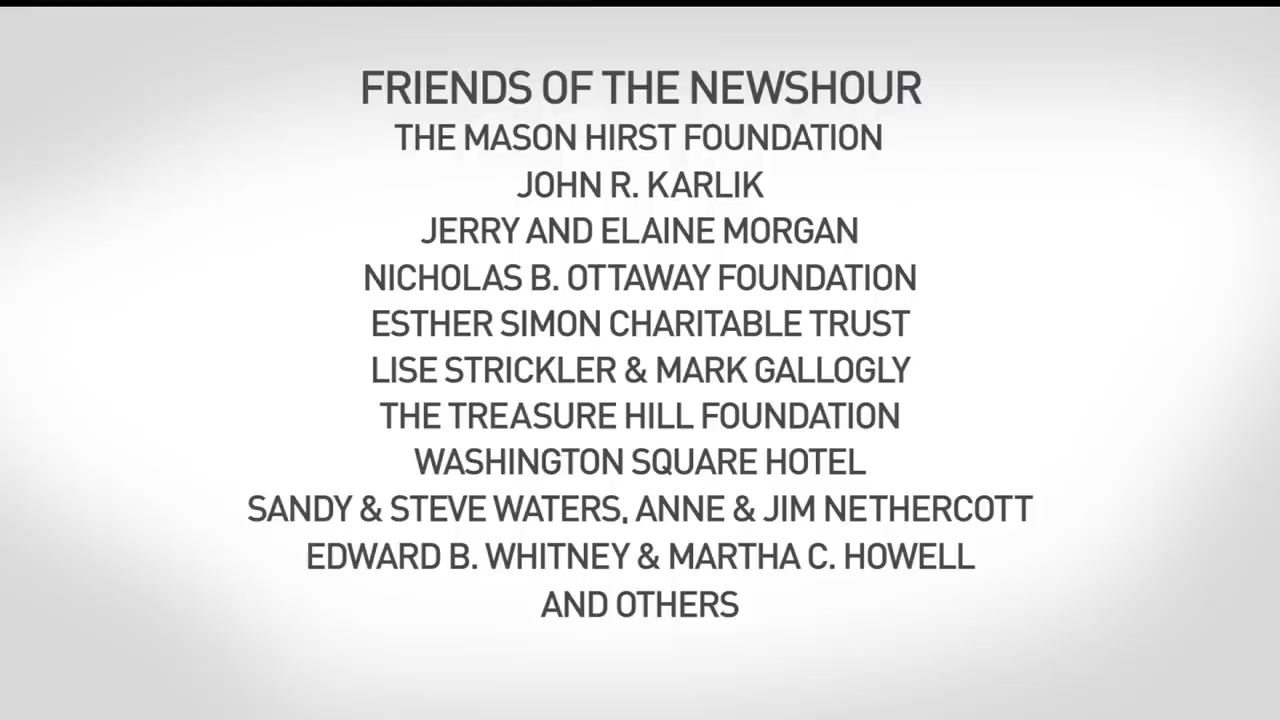 FRIENDS OF THE NEWSHOUR
THE MASON HIRST FOUNDATION
JOHN R. KARLIK
JERRY AND ELAINE MORGAN
NICHOLAS B. OTTAWAY FOUNDATION
ESTHER SIMON CHARITABLE TRUST
LISE STRICKLER & MARK GALLOGLY
THE TREASURE HILL FOUNDATION
WASHINGTON SQUARE HOTEL
SANDY & STEVE WATERS, ANNE & JIM NETHERCOTT
EDWARD B. WHITNEY & MARTHA C. HOWELL
AND OTHERS